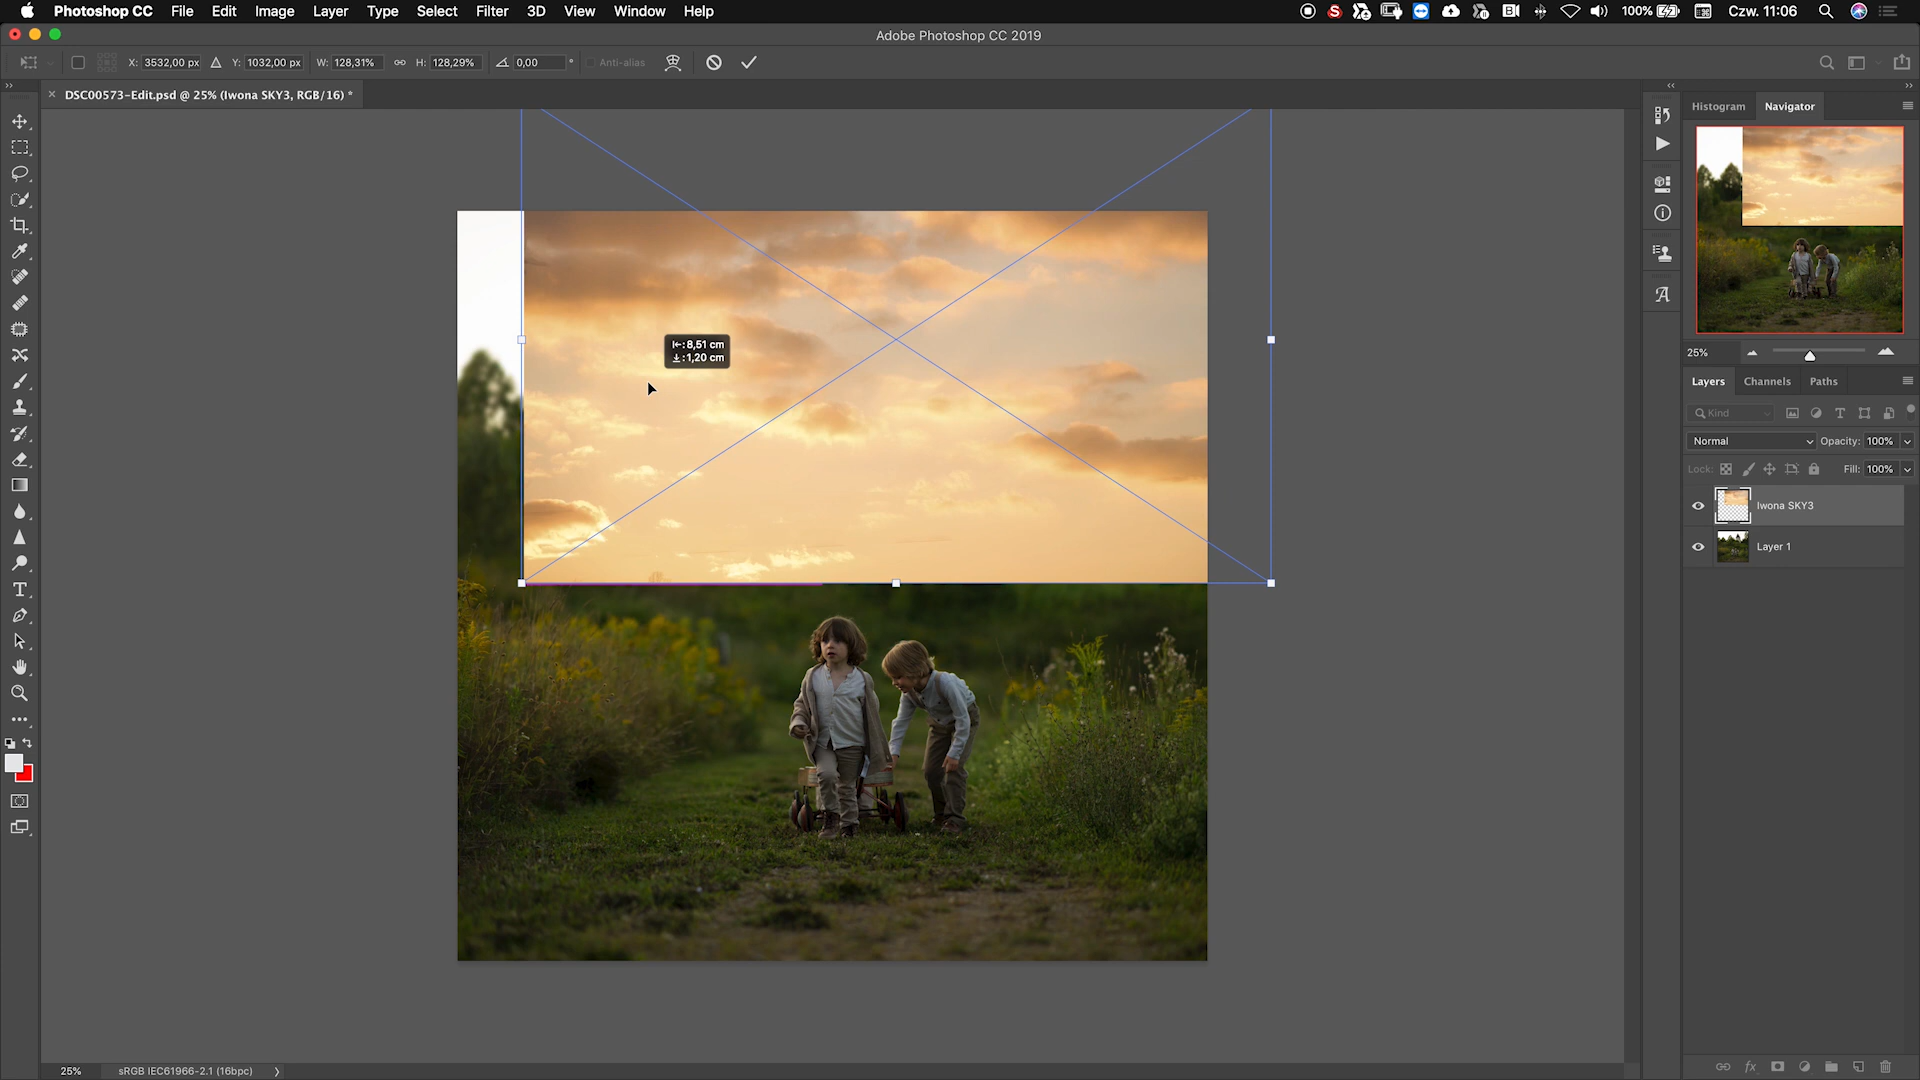 Photoshop CC File Edit Image Layer Type Select Filter 3D View Window Help 100% Czw. 11:06
Adobe Photoshop CC 2019
X: 3532,00 px Y: 1032,00 px W: 128,31% H: 128,29% 0,00 ° Anti-alias
DSC00573-Edit.psd @ 25% (Iwona SKY3, RGB/16) *
Histogram Navigator
:8,51 cm
:1,20 cm
25%
Layers Channels Paths
Kind
Normal Opacity: 100%
Lock: Fill: 100%
Iwona SKY3
Layer 1
25% sRGB IEC61966-2.1 (16bpc)